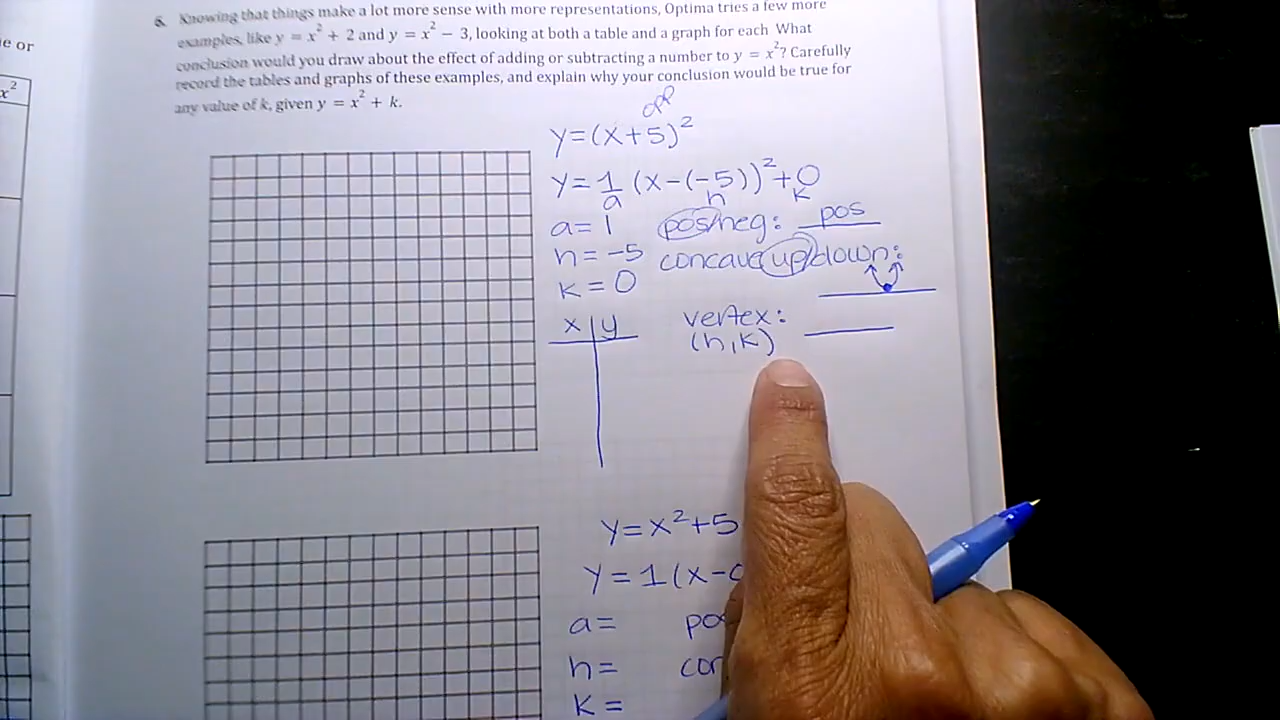 e or
x²
6. Knowing that things make a lot more sense with more representations, Optima tries a few more
examples, like y = x² + 2 and y = x² − 3, looking at both a table and a graph for each What
conclusion would you draw about the effect of adding or subtracting a number to y = x²? Carefully
record the tables and graphs of these examples, and explain why your conclusion would be true for
any value of k, given y = x² + k.
opp
y=(x+5)²
y=1(x-(-5))²+0
a h k
a= 1 pos/neg: pos
h= -5 concave up/down:
k = 0
x y vertex:
(h,k)
y=x²+5
y=1(x-
a= po
h= con
k =